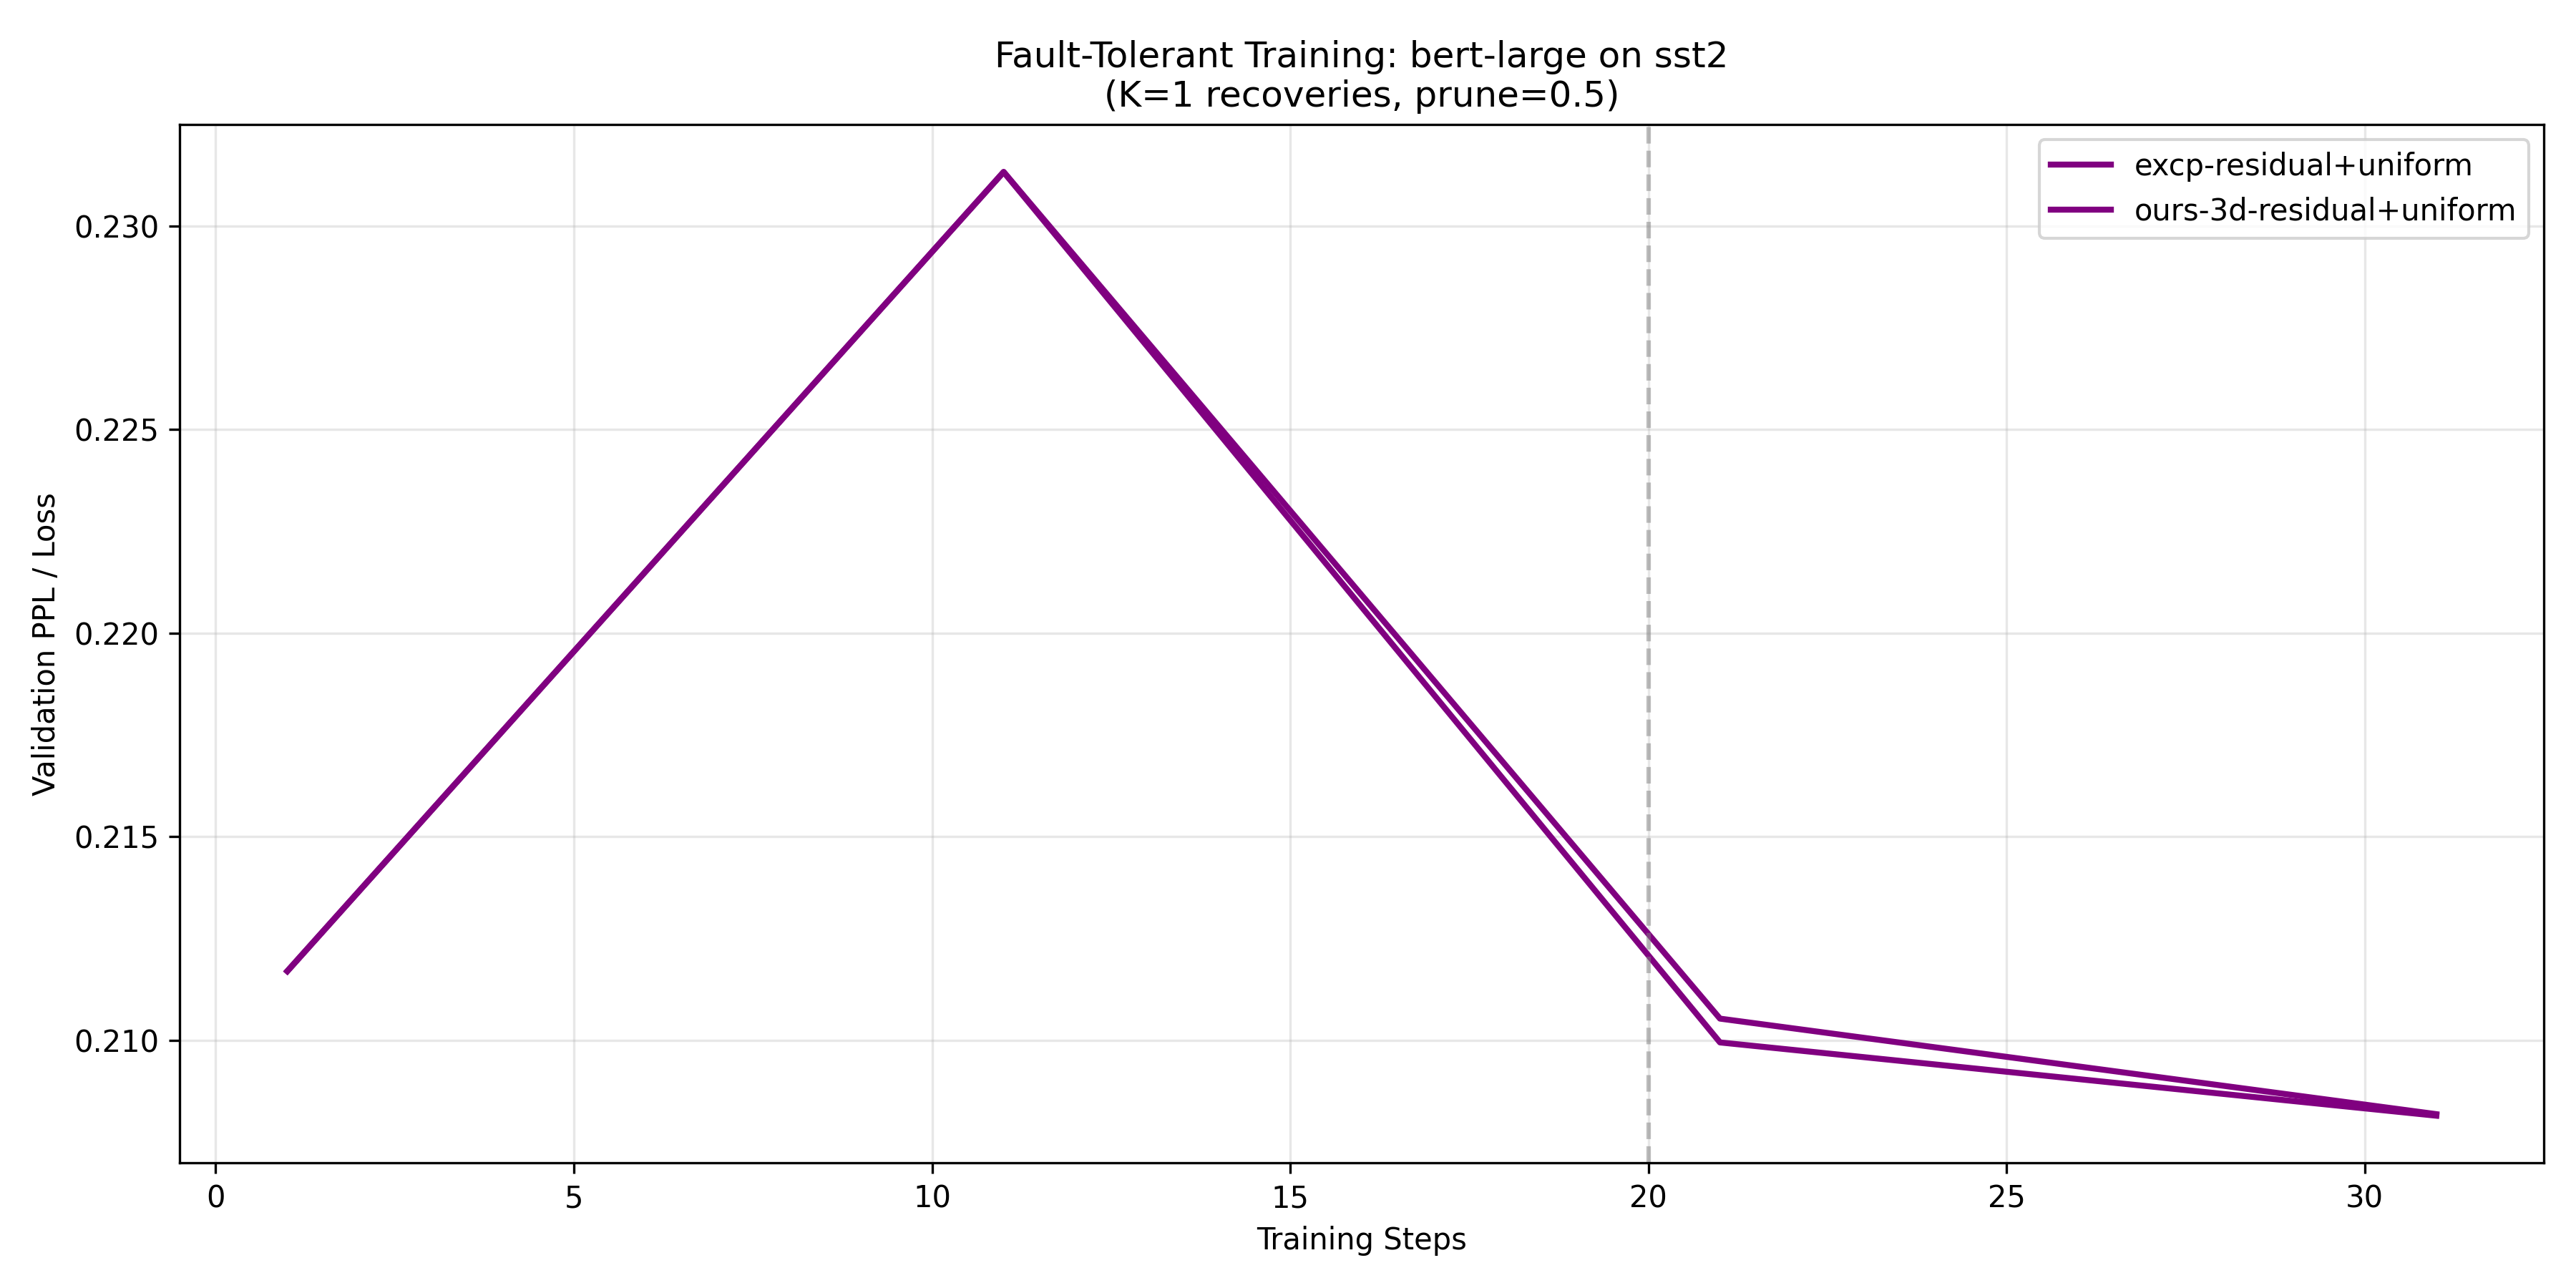 Fault-Tolerant Training: bert-large on sst2
(K=1 recoveries, prune=0.5)
excp-residual+uniform
ours-3d-residual+uniform
Validation PPL / Loss
0.230
0.225
0.220
0.215
0.210
0
5
10
15
20
25
30
Training Steps